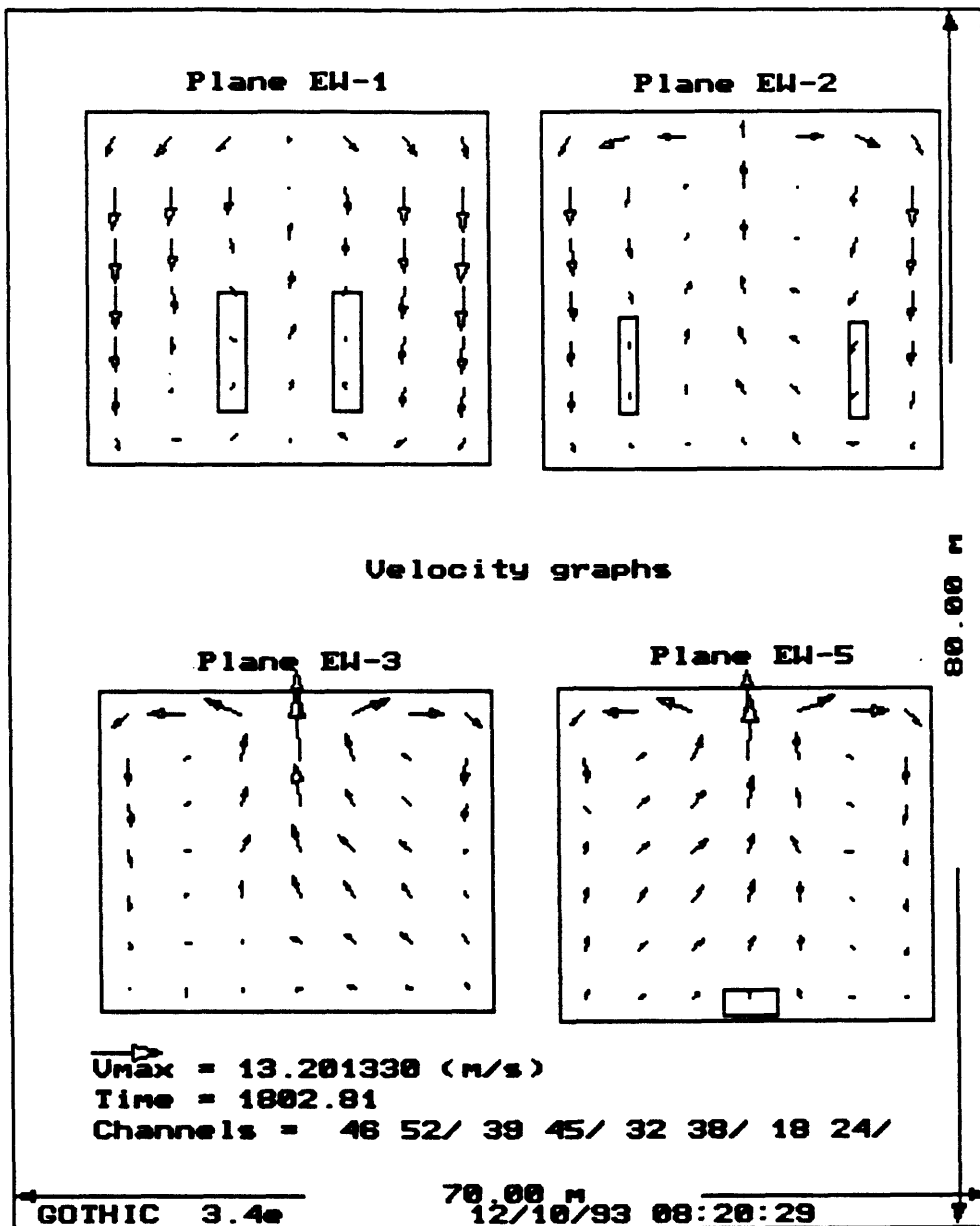 Plane EW-1
Plane EW-2
Velocity graphs
80.00 M
Plane EW-3
Plane EW-5
Vmax = 13.201330 (m/s)
Time = 1802.81
Channels = 46 52/ 39 45/ 32 38/ 18 24/
70.00 m
GOTHIC 3.4e
12/10/93 08:20:29